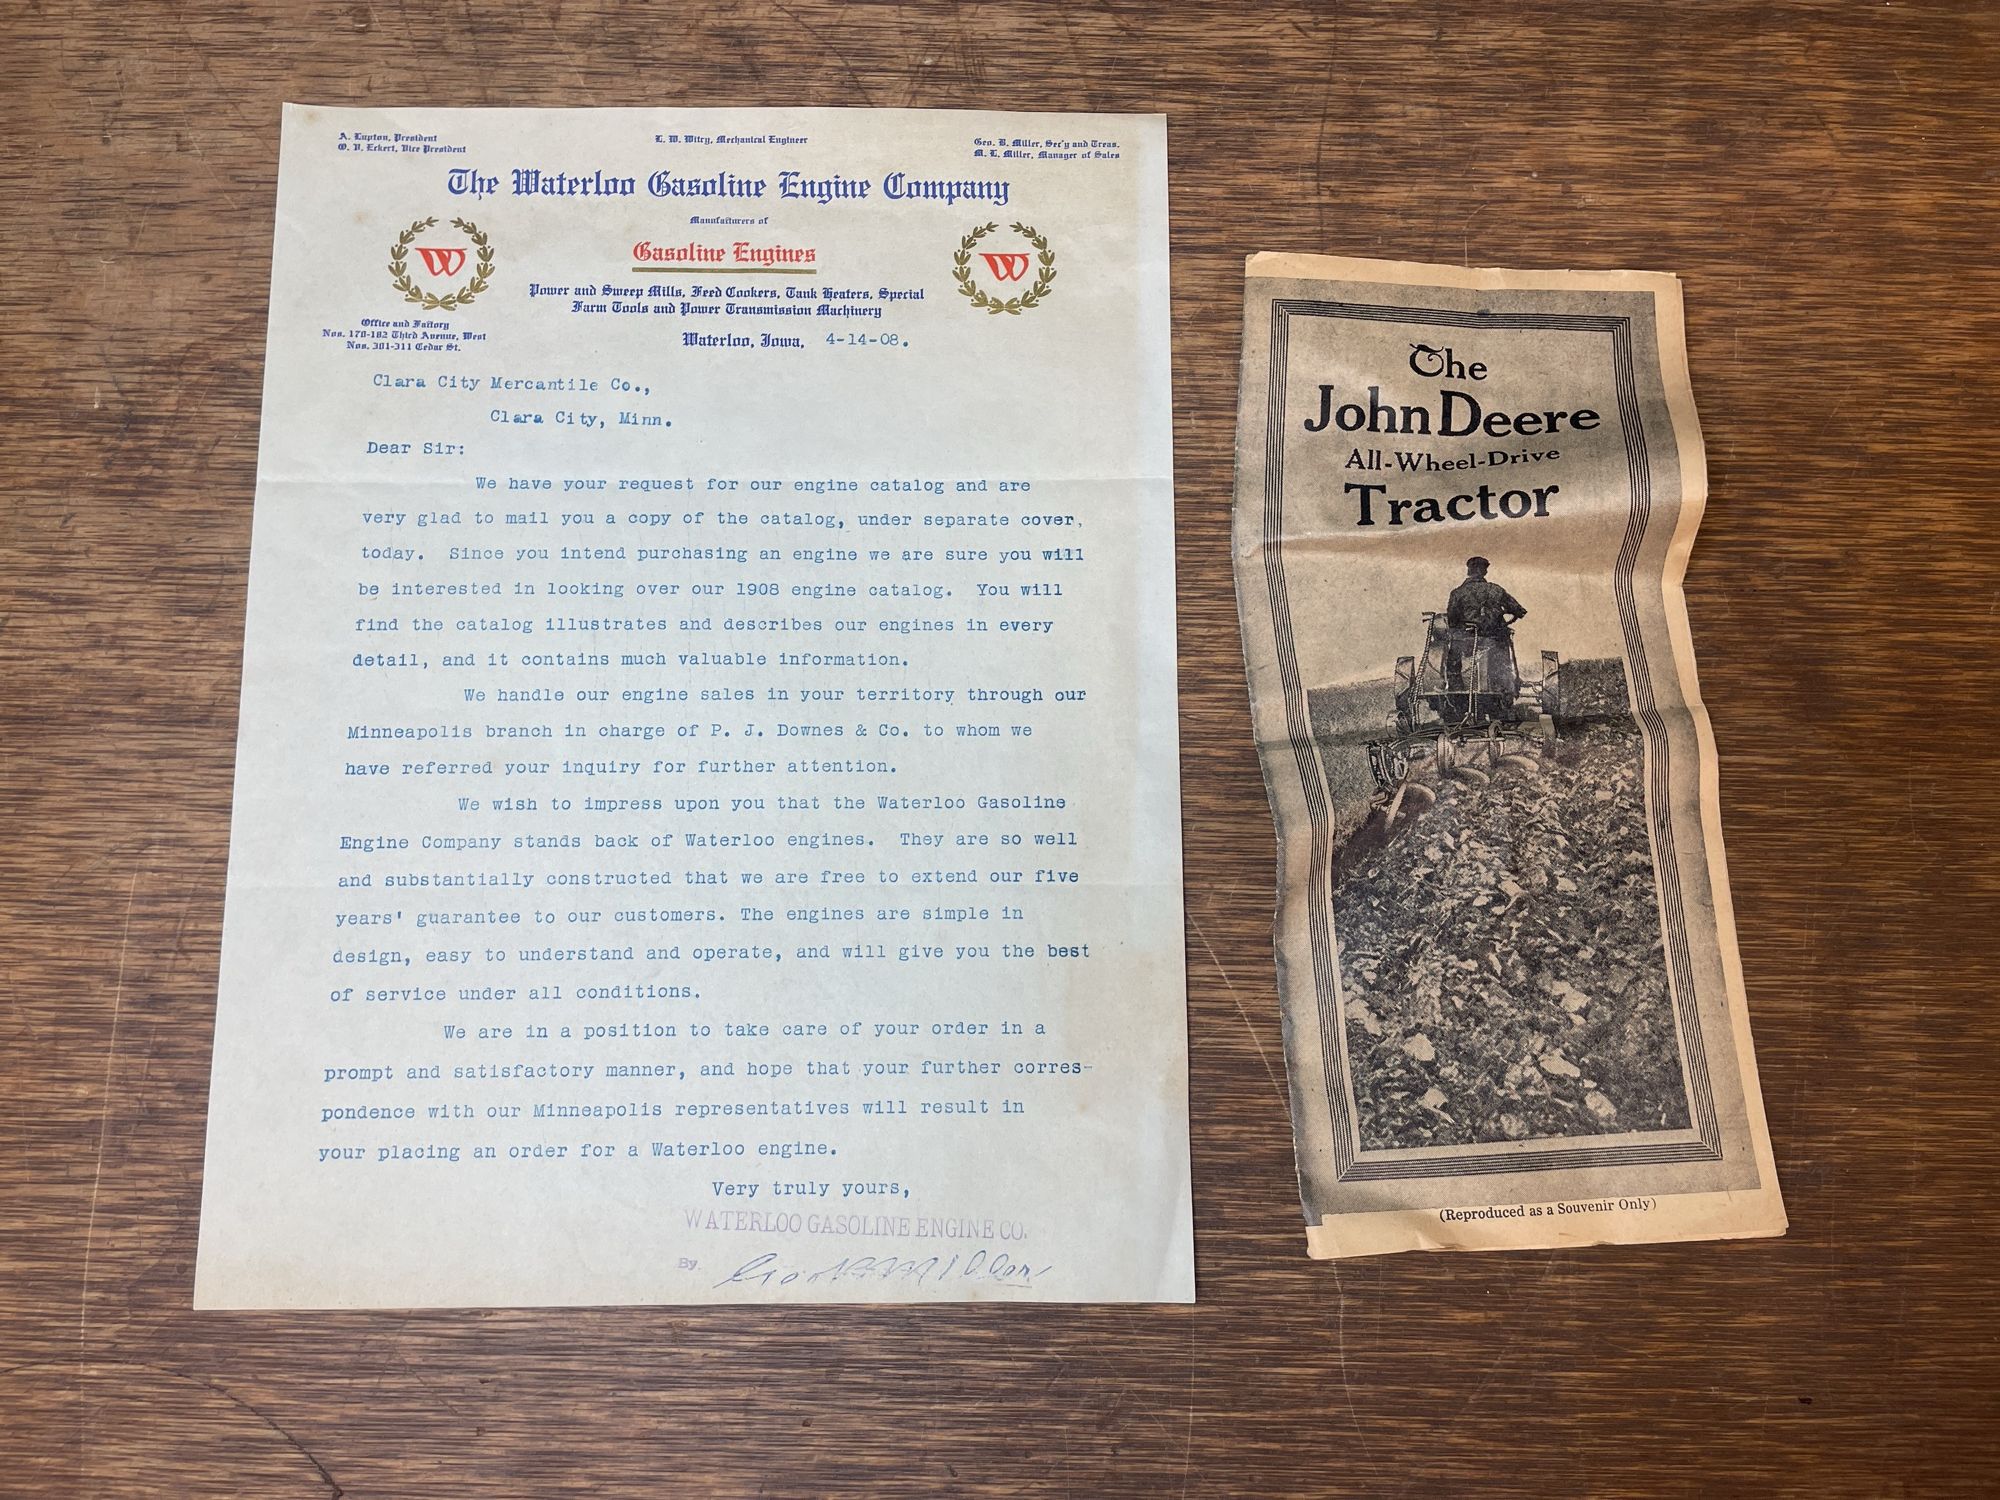 A. Lupton, President
O. V. Eckert, Vice President
L. W. Witry, Mechanical Engineer
Geo. B. Miller, Sec'y and Treas.
M. L. Miller, Manager of Sales
The Waterloo Gasoline Engine Company
Manufacturers of
Gasoline Engines
W
W
Power and Sweep Mills, Feed Cookers, Tank Heaters, Special
Farm Tools and Power Transmission Machinery
Office and Factory
Nos. 170-182 Third Avenue, West
Nos. 301-311 Cedar St.
Waterloo, Iowa, 4-14-08.
Clara City Mercantile Co.,
Clara City, Minn.
Dear Sir:
We have your request for our engine catalog and are
very glad to mail you a copy of the catalog, under separate cover,
today. Since you intend purchasing an engine we are sure you will
be interested in looking over our 1908 engine catalog. You will
find the catalog illustrates and describes our engines in every
detail, and it contains much valuable information.
We handle our engine sales in your territory through our
Minneapolis branch in charge of P. J. Downes & Co. to whom we
have referred your inquiry for further attention.
We wish to impress upon you that the Waterloo Gasoline
Engine Company stands back of Waterloo engines. They are so well
and substantially constructed that we are free to extend our five
years' guarantee to our customers. The engines are simple in
design, easy to understand and operate, and will give you the best
of service under all conditions.
We are in a position to take care of your order in a
prompt and satisfactory manner, and hope that your further corres-
pondence with our Minneapolis representatives will result in
your placing an order for a Waterloo engine.
Very truly yours,
WATERLOO GASOLINE ENGINE CO.
By
The
John Deere
All-Wheel-Drive
Tractor
(Reproduced as a Souvenir Only)